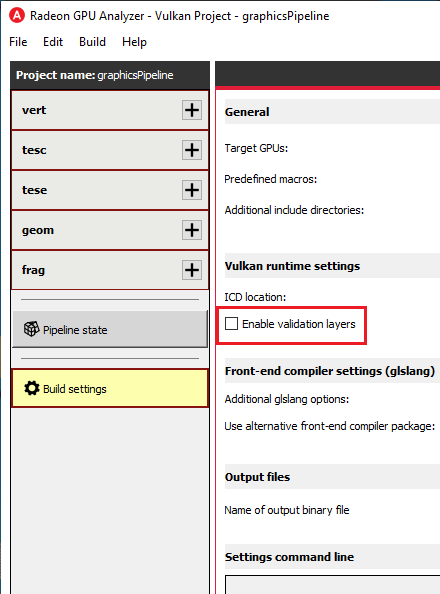 Radeon GPU Analyzer - Vulkan Project - graphicsPipeline
File Edit Build Help
Project name: graphicsPipeline
vert
tesc
tese
geom
frag
Pipeline state
Build settings
General
Target GPUs:
Predefined macros:
Additional include directories:
Vulkan runtime settings
ICD location:
Enable validation layers
Front-end compiler settings (glslang)
Additional glslang options:
Use alternative front-end compiler package:
Output files
Name of output binary file
Settings command line